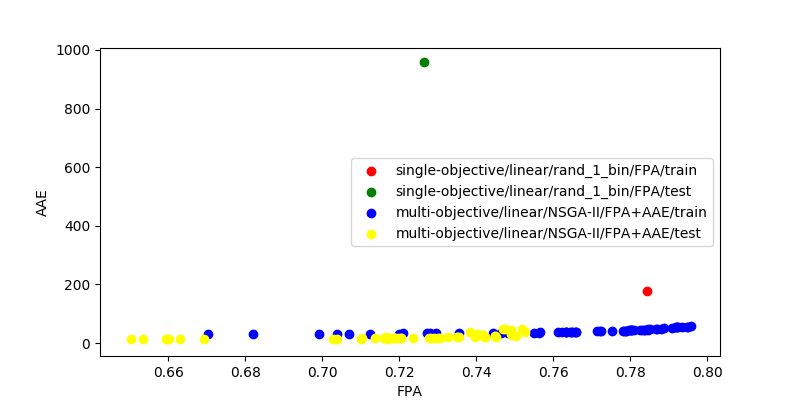 1000
800
600
400
200
0
AAE
single-objective/linear/rand_1_bin/FPA/train
single-objective/linear/rand_1_bin/FPA/test
multi-objective/linear/NSGA-II/FPA+AAE/train
multi-objective/linear/NSGA-II/FPA+AAE/test
0.66 0.68 0.70 0.72 0.74 0.76 0.78 0.80
FPA